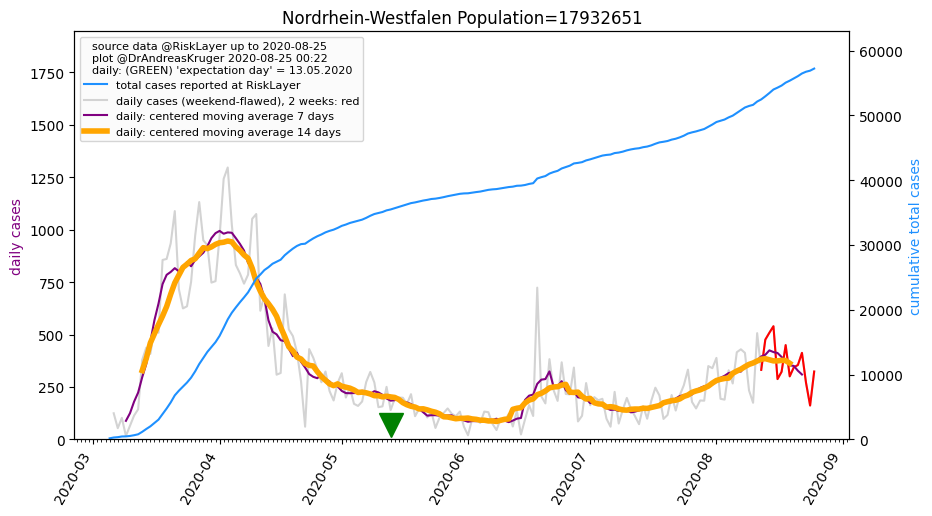 Nordrhein-Westfalen Population=17932651
source data @RiskLayer up to 2020-08-25
plot @DrAndreasKruger 2020-08-25 00:22
daily: (GREEN) 'expectation day' = 13.05.2020
total cases reported at RiskLayer
daily cases (weekend-flawed), 2 weeks: red
daily: centered moving average 7 days
daily: centered moving average 14 days
daily cases
1750
1500
1250
1000
750
500
250
0
cumulative total cases
60000
50000
40000
30000
20000
10000
0
2020-03
2020-04
2020-05
2020-06
2020-07
2020-08
2020-09